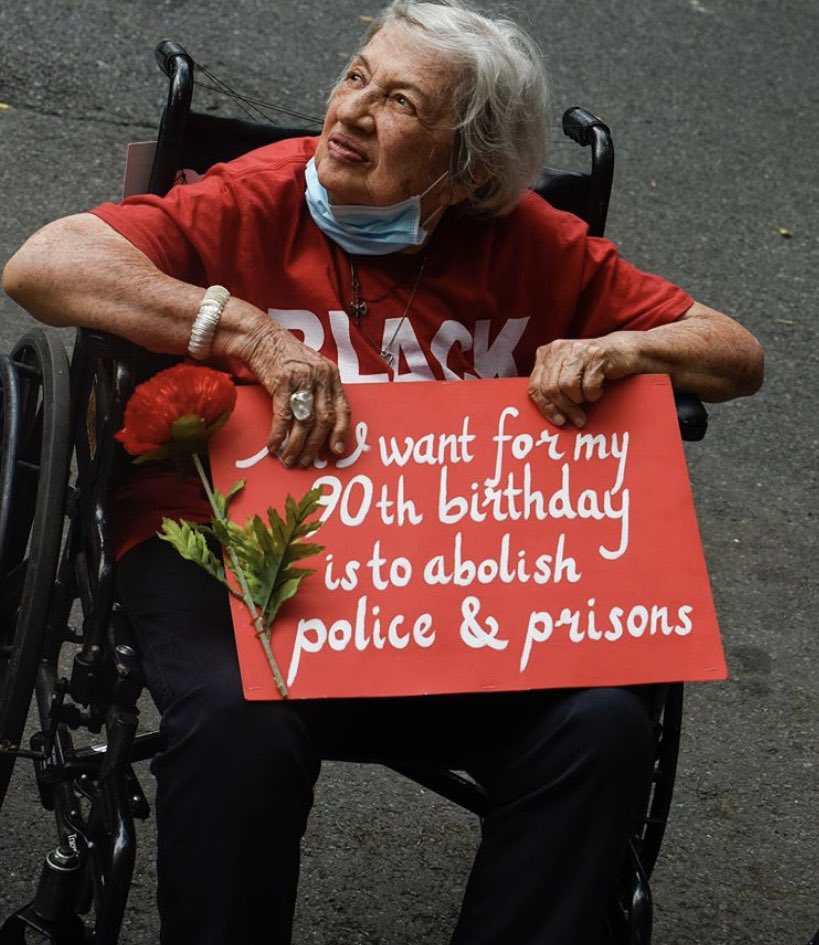 BLACK
I want for my
90th birthday
is to abolish
police & prisons